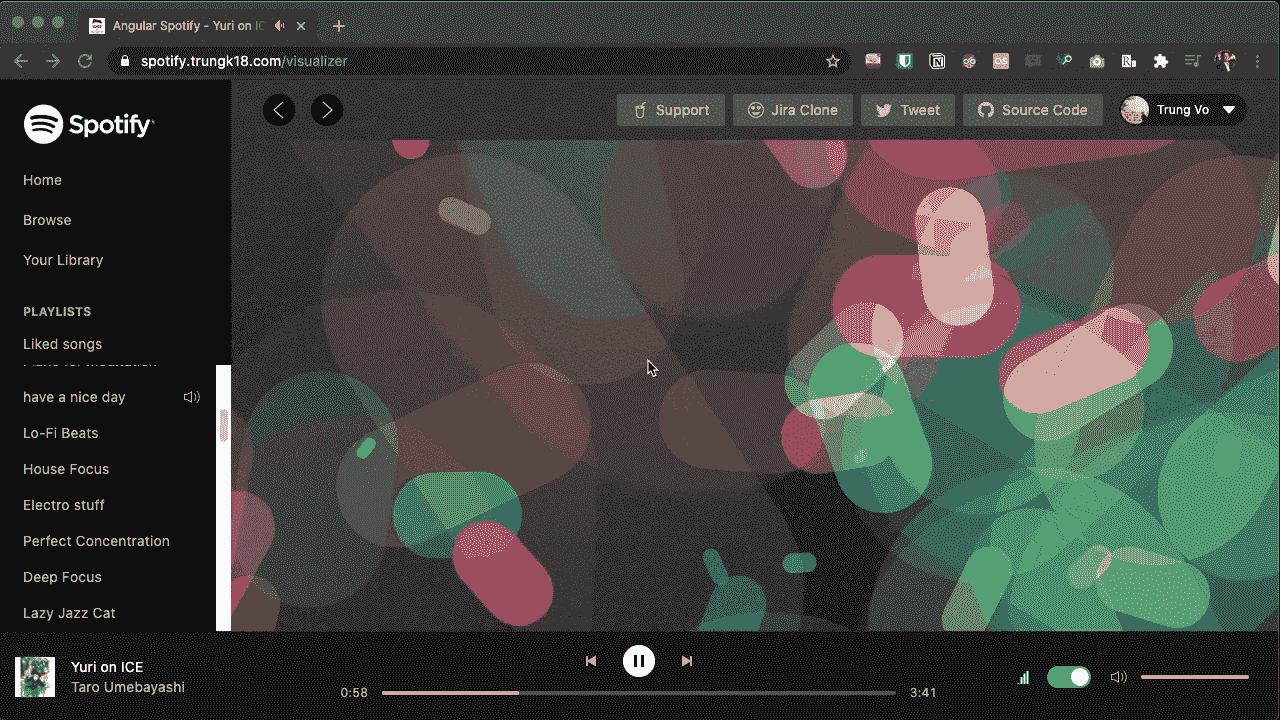 Angular Spotify - Yuri on IC
spotify.trungk18.com/visualizer
Spotify
Support
Jira Clone
Tweet
Source Code
Trung Vo
Home
Browse
Your Library
PLAYLISTS
Liked songs
have a nice day
Lo-Fi Beats
House Focus
Electro stuff
Perfect Concentration
Deep Focus
Lazy Jazz Cat
Yuri on ICE
Taro Umebayashi
0:58
3:41